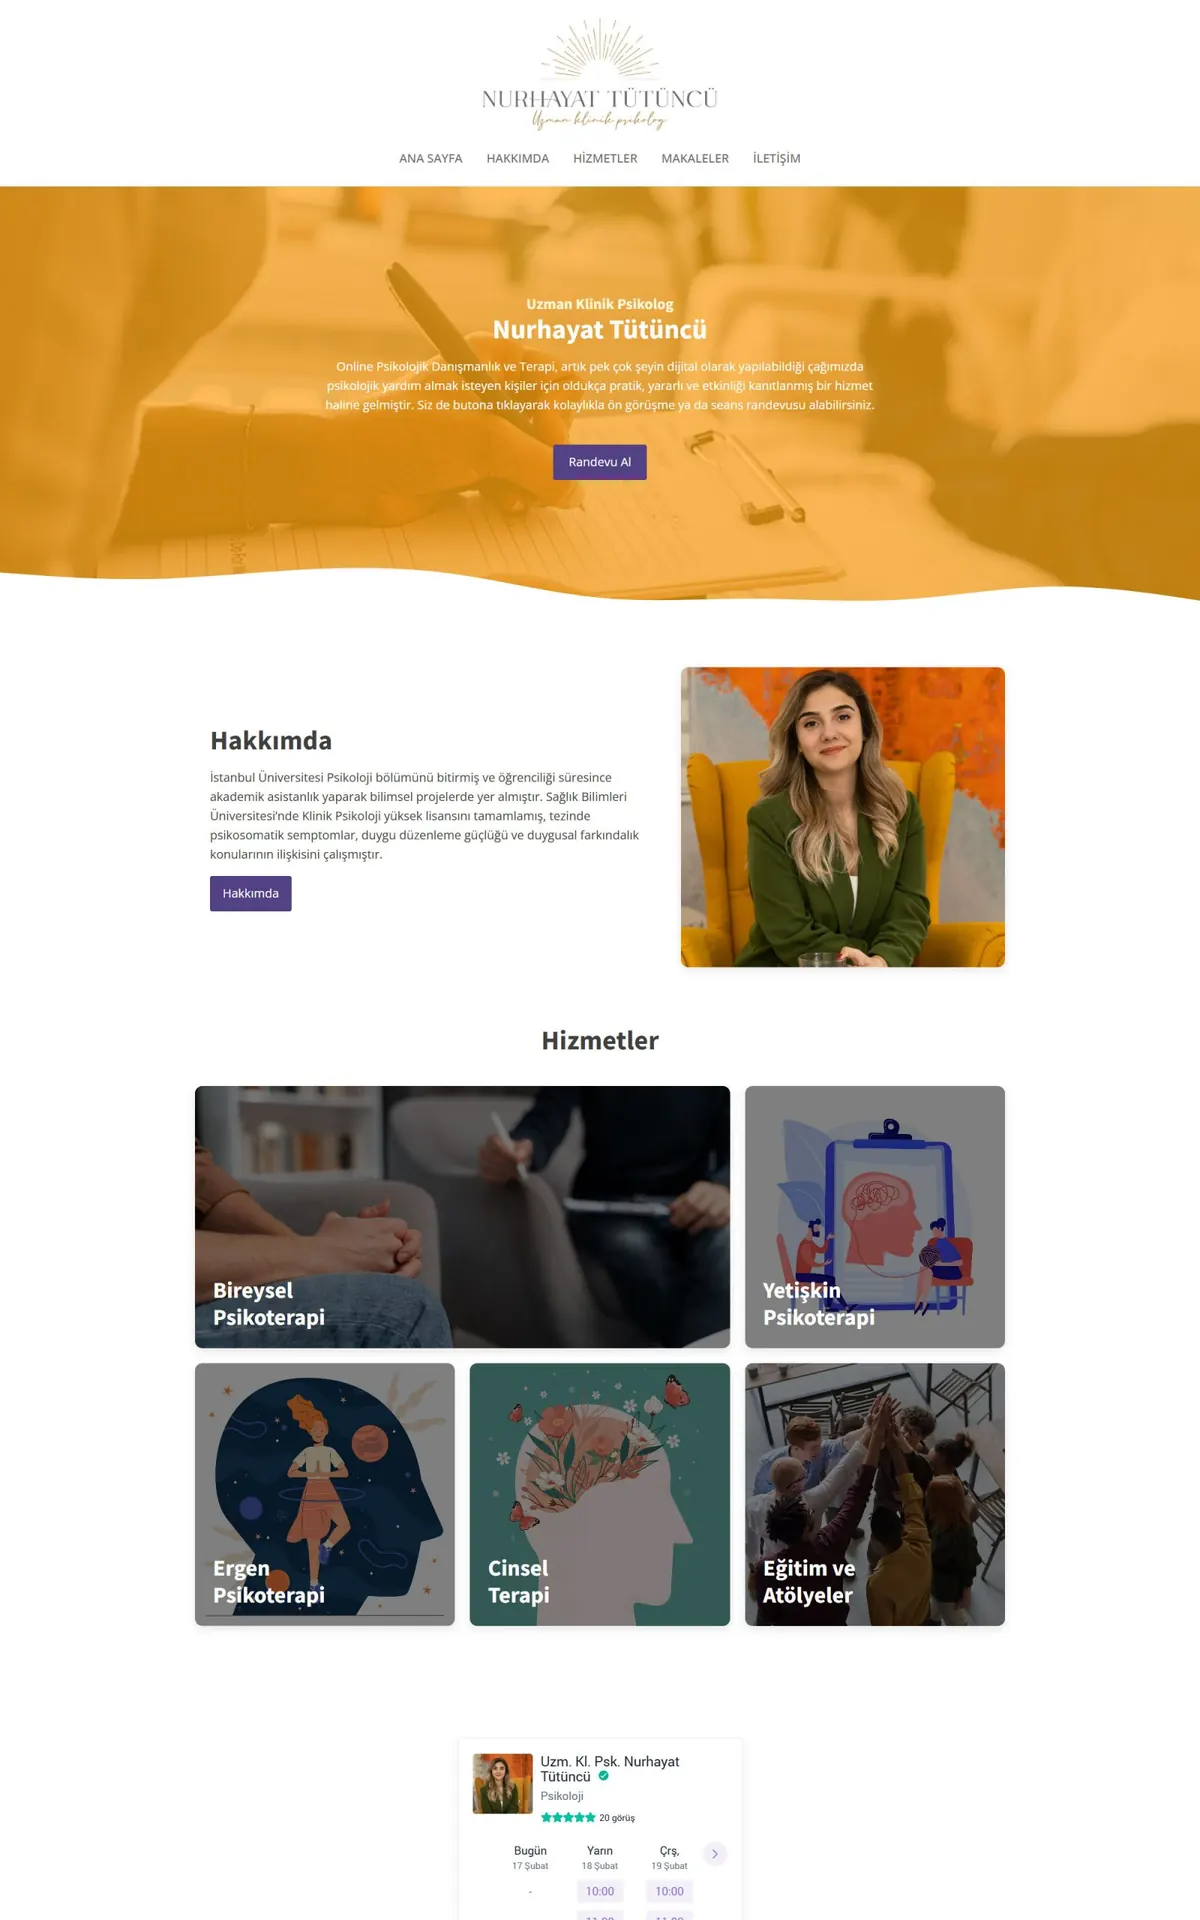 NURHAYAT TÜTÜNCÜ
Uzman klinik psikolog
ANA SAYFA HAKKIMDA HİZMETLER MAKALELER İLETİŞİM
Uzman Klinik Psikolog
Nurhayat Tütüncü
Online Psikolojik Danışmanlık ve Terapi, artık pek çok şeyin dijital olarak yapılabildiği çağımızda
psikolojik yardım almak isteyen kişiler için oldukça pratik, yararlı ve etkinliği kanıtlanmış bir hizmet
haline gelmiştir. Siz de butona tıklayarak kolaylıkla ön görüşme ya da seans randevusu alabilirsiniz.
Randevu Al
Hakkımda
İstanbul Üniversitesi Psikoloji bölümünü bitirmiş ve öğrenciliği süresince
akademik asistanlık yaparak bilimsel projelerde yer almıştır. Sağlık Bilimleri
Üniversitesi'nde Klinik Psikoloji yüksek lisansını tamamlamış, tezinde
psikosomatik semptomlar, duygu düzenleme güçlüğü ve duygusal farkındalık
konularının ilişkisini çalışmıştır.
Hakkımda
Hizmetler
Bireysel
Psikoterapi
Yetişkin
Psikoterapi
Ergen
Psikoterapi
Cinsel
Terapi
Eğitim ve
Atölyeler
Uzm. Kl. Psk. Nurhayat
Tütüncü
Psikoloji
20 görüş
Bugün Yarın Çrş,
17 Şubat 18 Şubat 19 Şubat
- 10:00 10:00
11:00 11:00